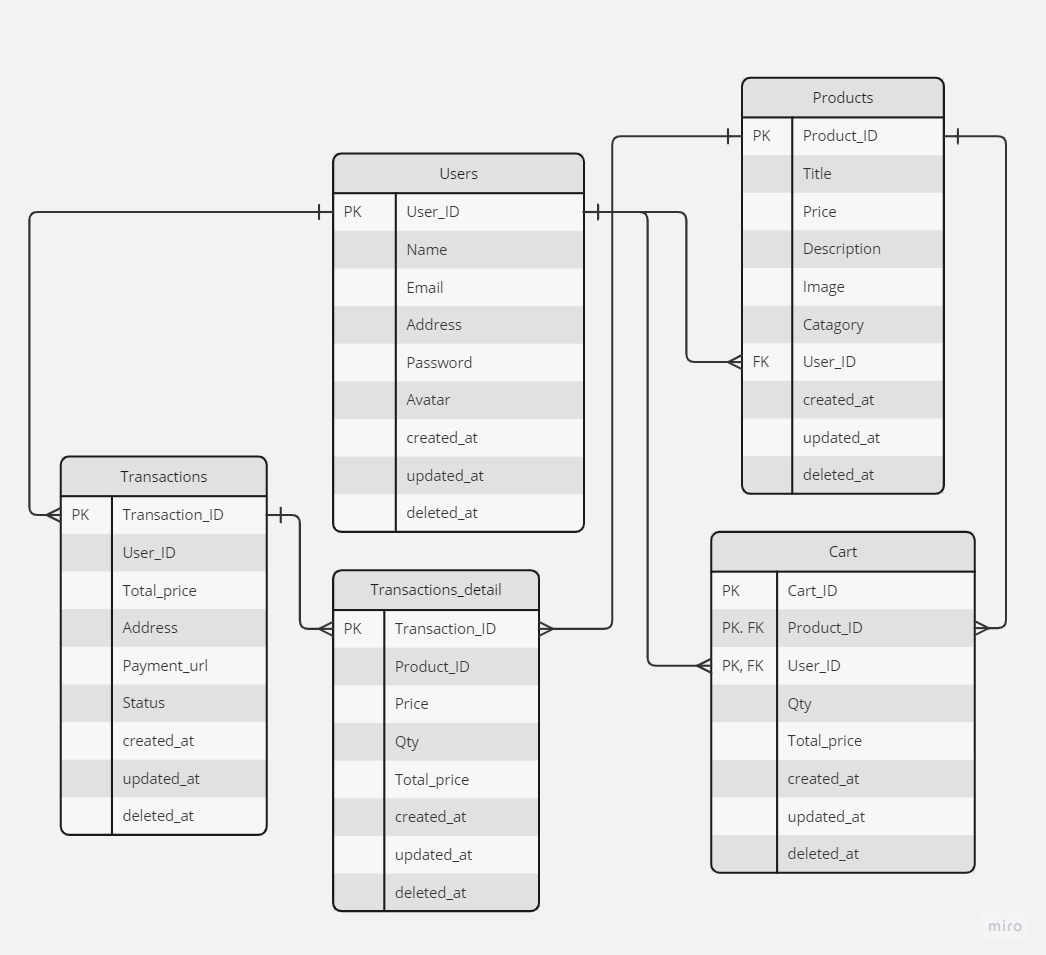 Products
PK Product_ID
Title
Price
Description
Image
Catagory
FK User_ID
created_at
updated_at
deleted_at
Users
PK User_ID
Name
Email
Address
Password
Avatar
created_at
updated_at
deleted_at
Transactions
PK Transaction_ID
User_ID
Total_price
Address
Payment_url
Status
created_at
updated_at
deleted_at
Transactions_detail
PK Transaction_ID
Product_ID
Price
Qty
Total_price
created_at
updated_at
deleted_at
Cart
PK Cart_ID
PK. FK Product_ID
PK, FK User_ID
Qty
Total_price
created_at
updated_at
deleted_at
miro